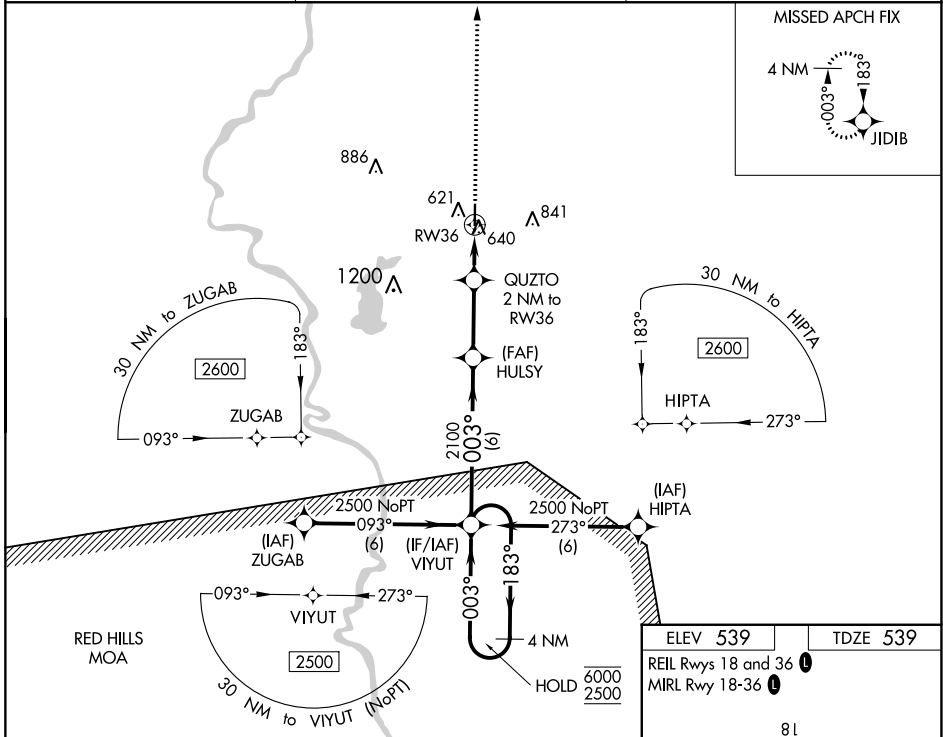 MISSED APCH FIX
4 NM
003°
183°
JIDIB
886
621
841
RW36
640
1200
QUZTO
2 NM to
RW36
(FAF)
HULSY
30 NM to ZUGAB
183°
2600
ZUGAB
093°
30 NM to HIPTA
183°
2600
HIPTA
273°
2100
003°
(6)
2500 NoPT
093°
(6)
(IAF)
ZUGAB
(IF/IAF)
VIYUT
2500 NoPT
273°
(6)
(IAF)
HIPTA
003°
183°
4 NM
HOLD
6000
2500
093°
273°
VIYUT
2500
30 NM to VIYUT (NoPT)
RED HILLS
MOA
ELEV 539
TDZE 539
REIL Rwys 18 and 36 L
MIRL Rwy 18-36 L
18